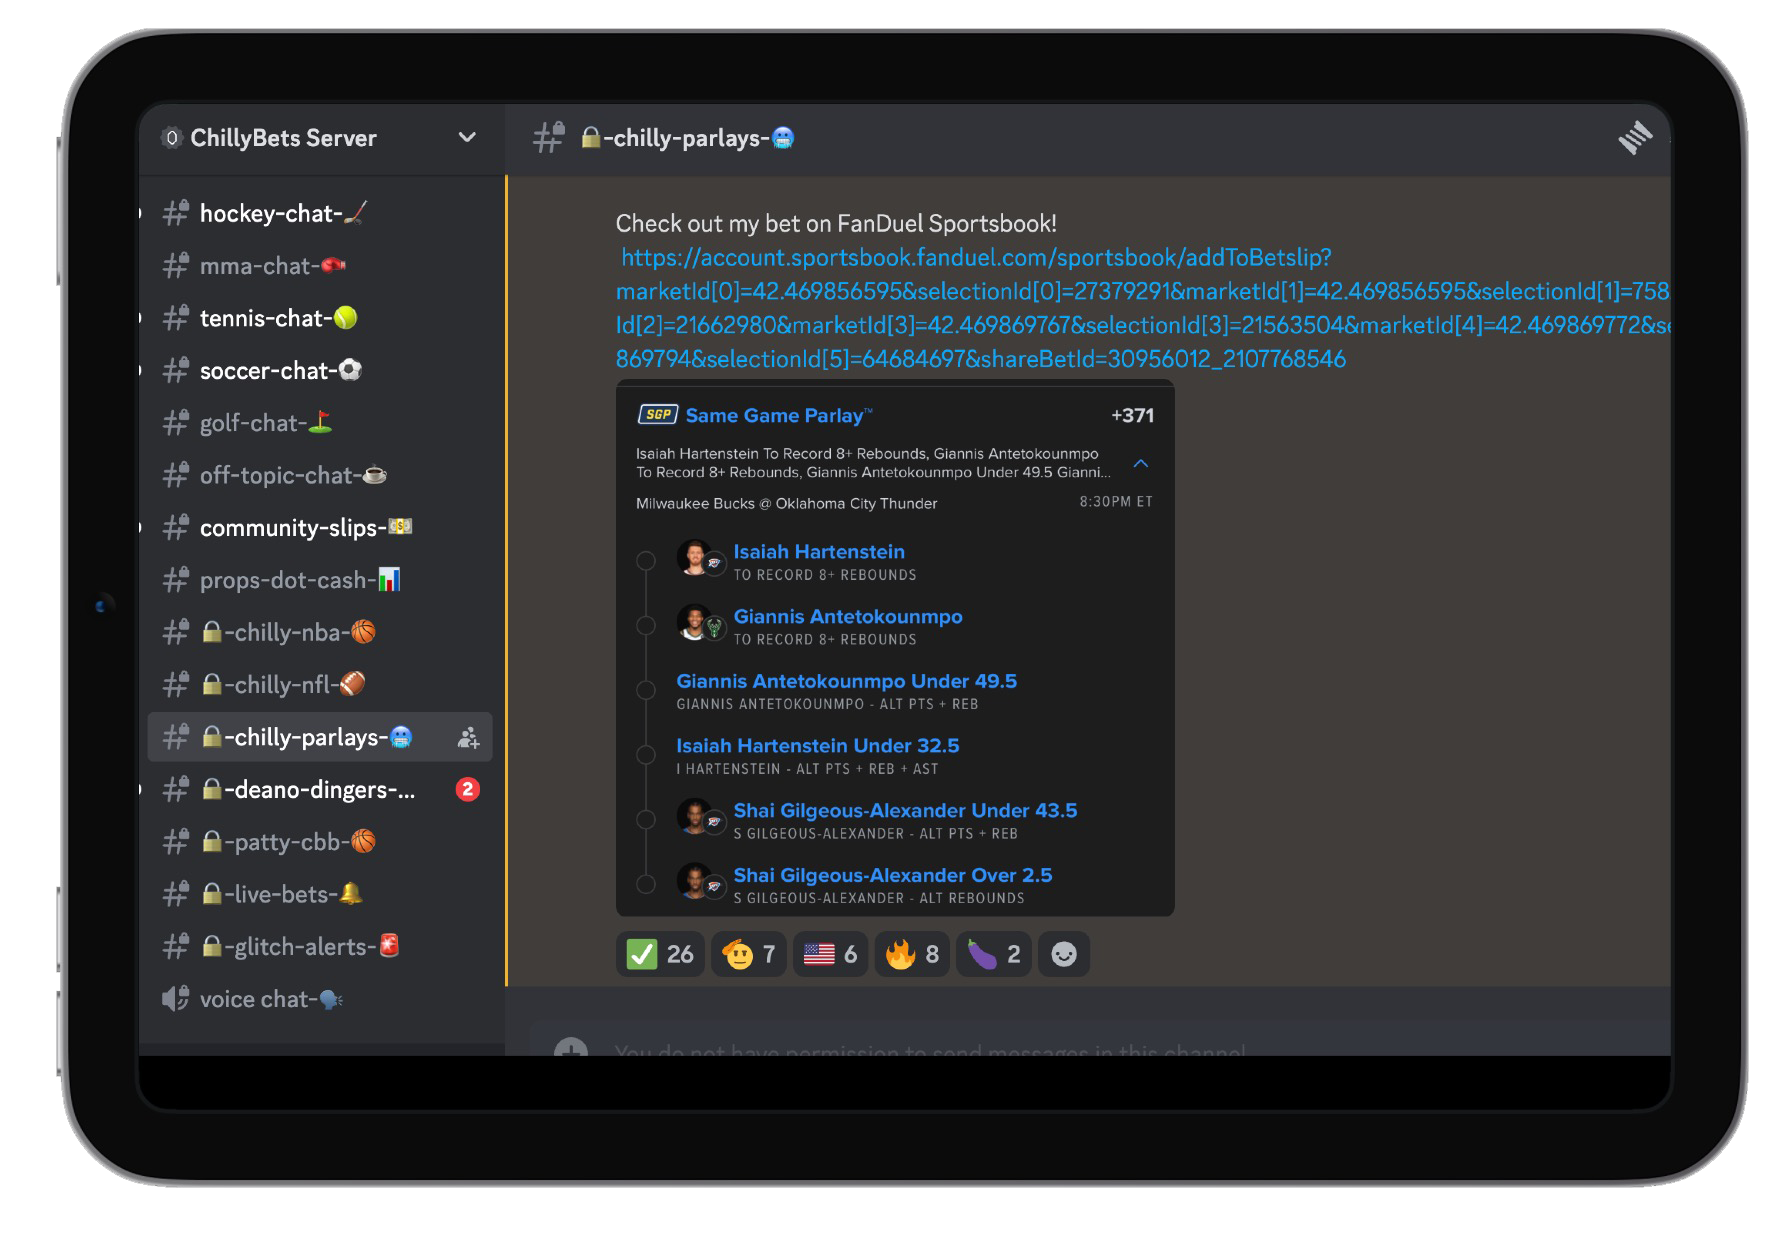 ChillyBets Server
hockey-chat-🏒
mma-chat-🥊
tennis-chat-🎾
soccer-chat-⚽
golf-chat-⛳
off-topic-chat-☕
community-slips-💵
props-dot-cash-📊
🔒-chilly-nba-🏀
🔒-chilly-nfl-🏈
🔒-chilly-parlays-🥶
🔒-deano-dingers-...
2
🔒-patty-cbb-🏀
🔒-live-bets-🔔
🔒-glitch-alerts-🚨
voice chat-🗣️
🔒-chilly-parlays-🥶
Check out my bet on FanDuel Sportsbook!
https://account.sportsbook.fanduel.com/sportsbook/addToBetslip?
marketId[0]=42.469856595&selectionId[0]=27379291&marketId[1]=42.469856595&selectionId[1]=758
Id[2]=21662980&marketId[3]=42.469869767&selectionId[3]=21563504&marketId[4]=42.469869772&se
869794&selectionId[5]=64684697&shareBetId=30956012_2107768546
SGP Same Game Parlay™ +371
Isaiah Hartenstein To Record 8+ Rebounds, Giannis Antetokounmpo
To Record 8+ Rebounds, Giannis Antetokounmpo Under 49.5 Gianni...
Milwaukee Bucks @ Oklahoma City Thunder 8:30PM ET
Isaiah Hartenstein
TO RECORD 8+ REBOUNDS
Giannis Antetokounmpo
TO RECORD 8+ REBOUNDS
Giannis Antetokounmpo Under 49.5
GIANNIS ANTETOKOUNMPO - ALT PTS + REB
Isaiah Hartenstein Under 32.5
I HARTENSTEIN - ALT PTS + REB + AST
Shai Gilgeous-Alexander Under 43.5
S GILGEOUS-ALEXANDER - ALT PTS + REB
Shai Gilgeous-Alexander Over 2.5
S GILGEOUS-ALEXANDER - ALT REBOUNDS
✅ 26 🫡 7 🇺🇸 6 🔥 8 🍆 2
You do not have permission to send messages in this channel